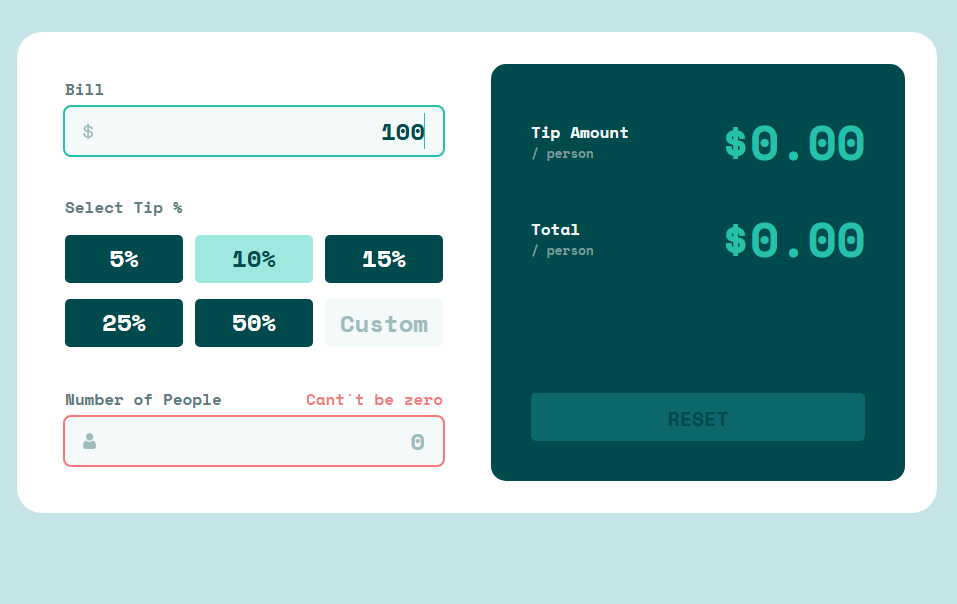 Bill
$ 100
Select Tip %
5% 10% 15%
25% 50% Custom
Number of People Cant't be zero
0
Tip Amount
/ person
$0.00
Total
/ person
$0.00
RESET